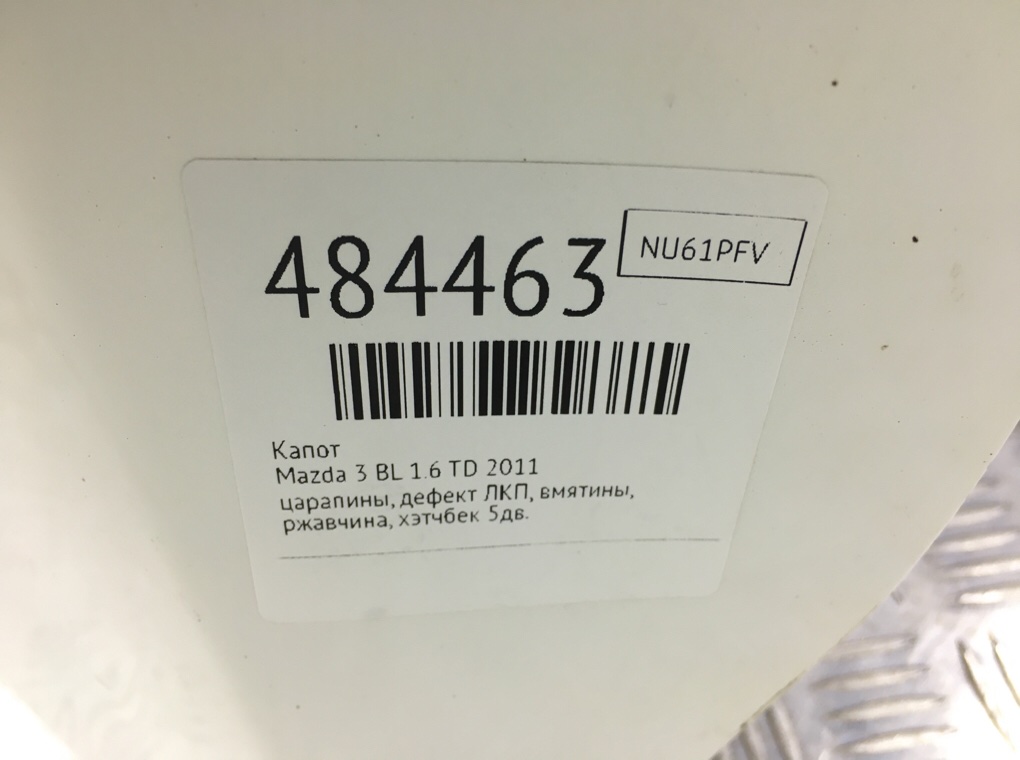 484463
NU61PFV
Капот
Mazda 3 BL 1.6 TD 2011
царапины, дефект ЛКП, вмятины,
ржавчина, хэтчбек 5дв.